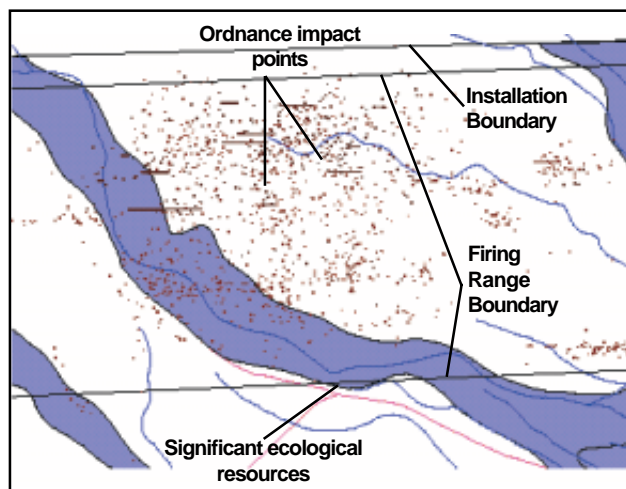 Ordnance impact
points
Installation
Boundary
Firing
Range
Boundary
Significant ecological
resources